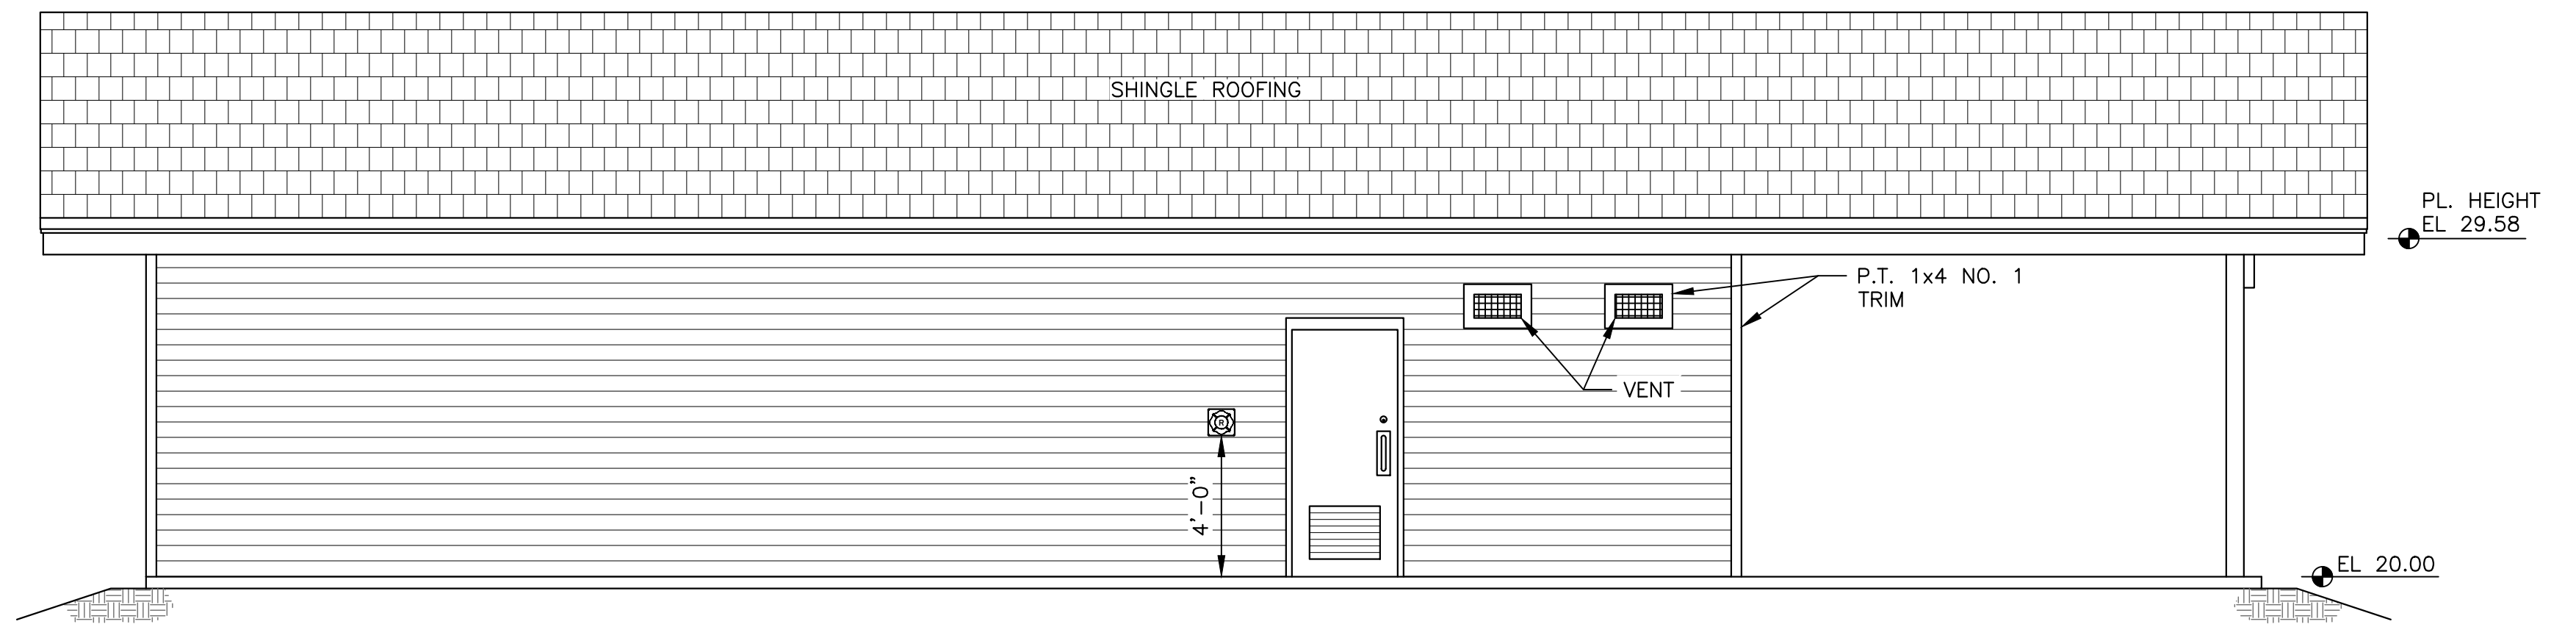 SHINGLE ROOFING
PL. HEIGHT
EL 29.58
P.T. 1x4 NO. 1
TRIM
VENT
R
4'-0"
EL 20.00